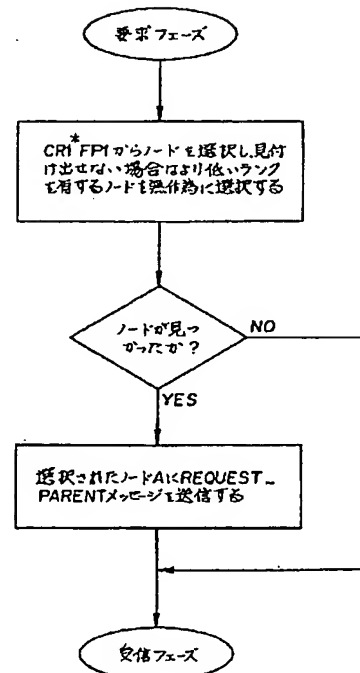 要求フェーズ
CR1*FP1からノードを選択し、見付
け出せない場合はより低いランク
を有するノードを無作為に選択する
ノードが見つ
かったか?
NO
YES
選択されたノードAにREQUEST_
PARENTメッセージを送信する
受信フェーズ